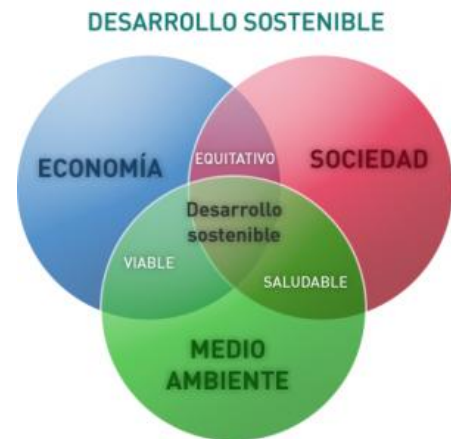 DESARROLLO SOSTENIBLE
EQUITATIVO
ECONOMÍA
SOCIEDAD
Desarrollo
sostenible
VIABLE
SALUDABLE
MEDIO
AMBIENTE